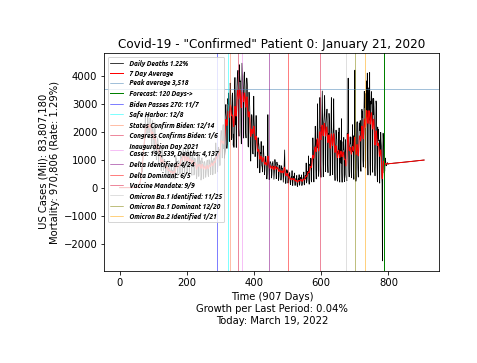 Covid-19 - "Confirmed" Patient 0: January 21, 2020
US Cases (Mill): 83,807,180
Mortality: 970,806 (Rate: 1.29%)
4000
3000
2000
1000
0
−1000
−2000
Daily Deaths 1.22%
7 Day Average
Peak average 3,518
Forecast: 120 Days->
Biden Passes 270: 11/7
Safe Harbor: 12/8
States Confirm Biden: 12/14
Congress Confirms Biden: 1/6
Inauguration Day 2021
Cases: 192,539, Deaths: 4,137
Delta Identified: 4/24
Delta Dominant: 6/5
Vaccine Mandate: 9/9
Omicron Ba.1 Identified: 11/25
Omicron Ba.1 Dominant 12/20
Omicron Ba.2 Identified 1/21
0 200 400 600 800
Time (907 Days)
Growth per Last Period: 0.04%
Today: March 19, 2022